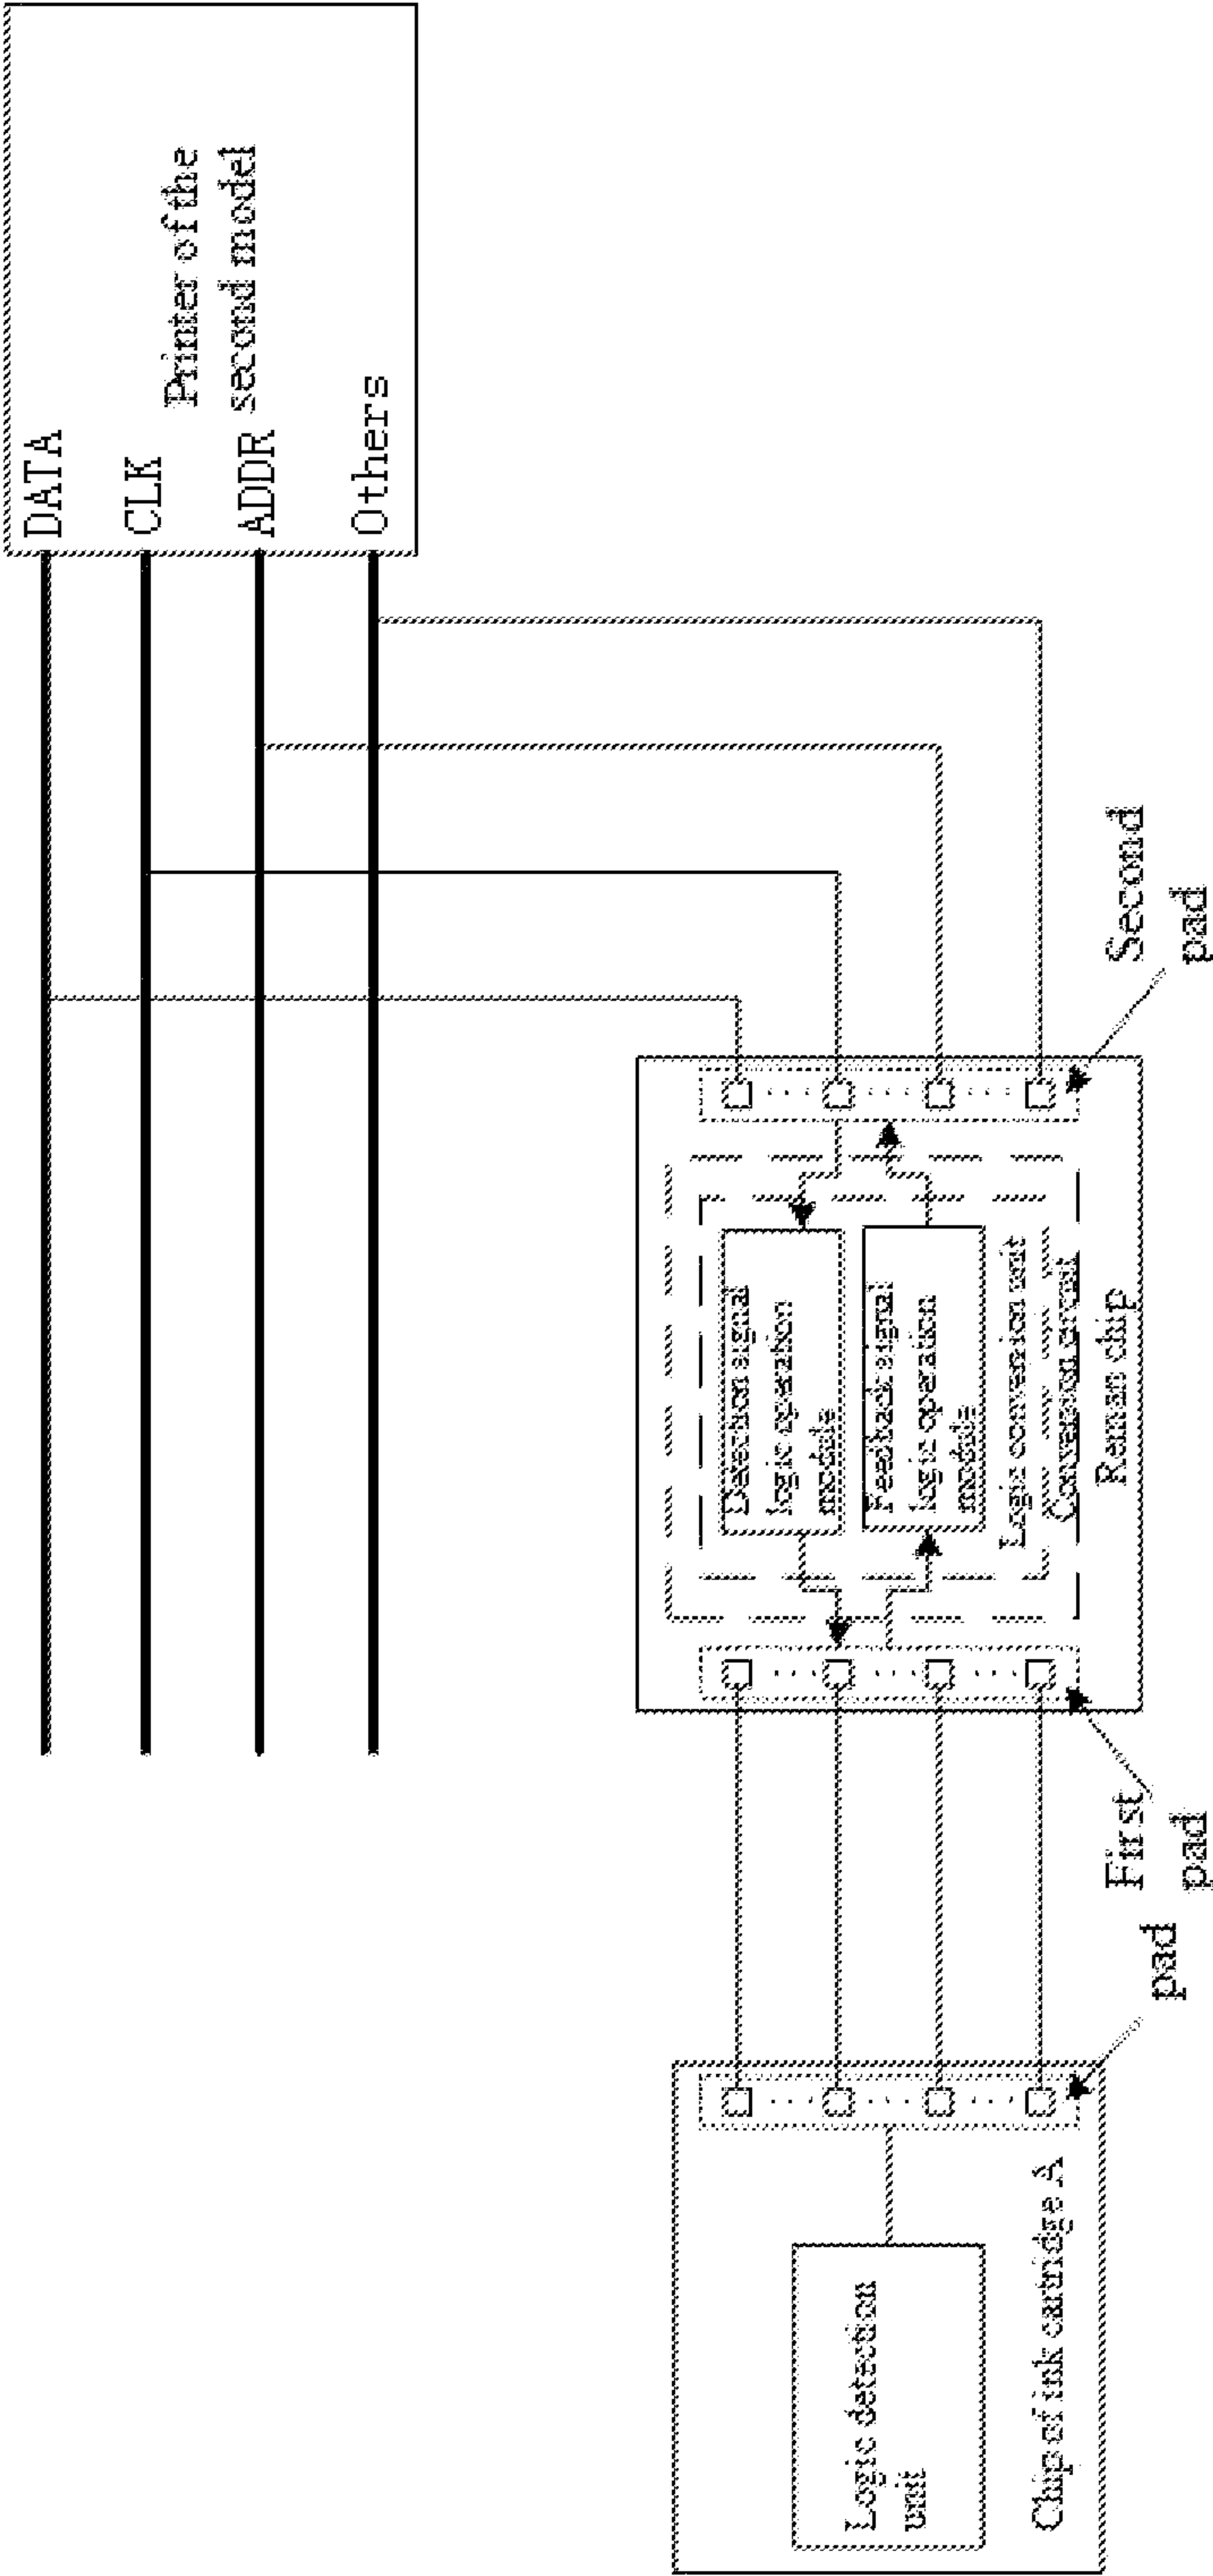 DATA
CLK
ADDR
Others
Printer of the
second model
Second
pad
Detection signal
logic operation
module
Feedback signal
logic operation
module
Logic conversion unit
Conversion circuit
Reman chip
First
pad
pad
Logic detection
unit
Chip of ink cartridge A